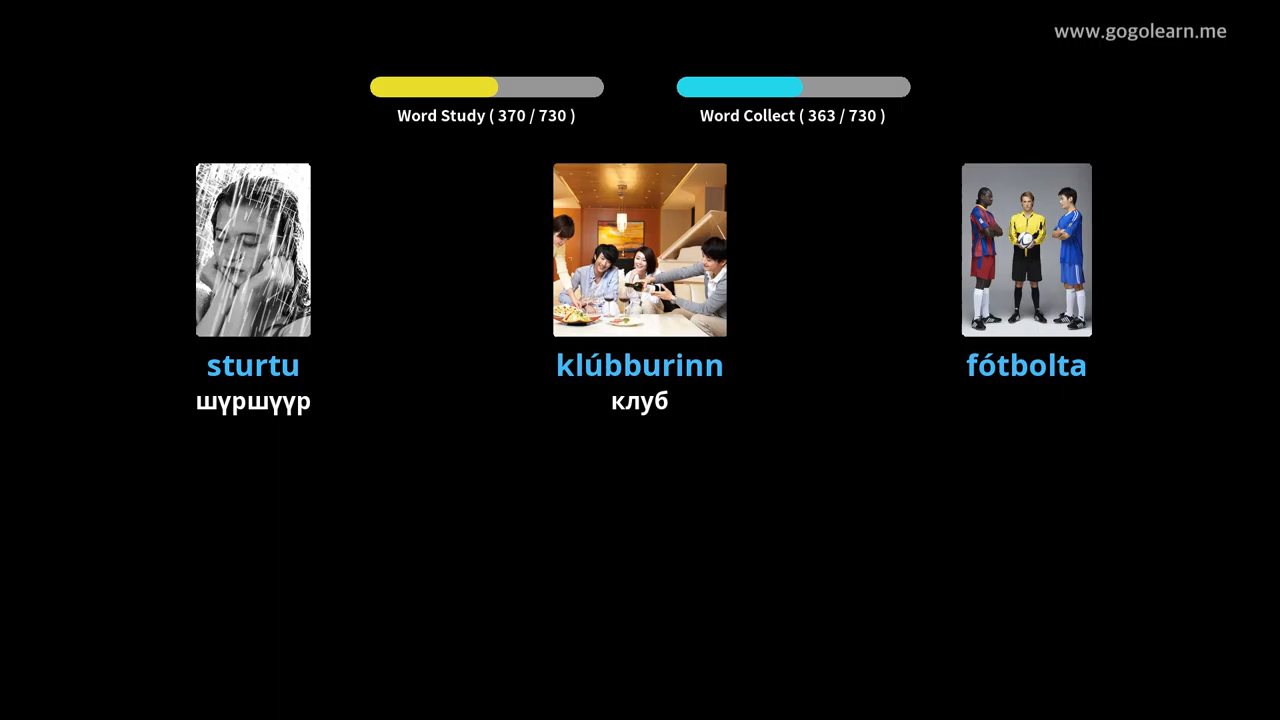 www.gogolearn.me
Word Study ( 370 / 730 )
Word Collect ( 363 / 730 )
sturtu
klúbburinn
fótbolta
шүршүүр
клуб